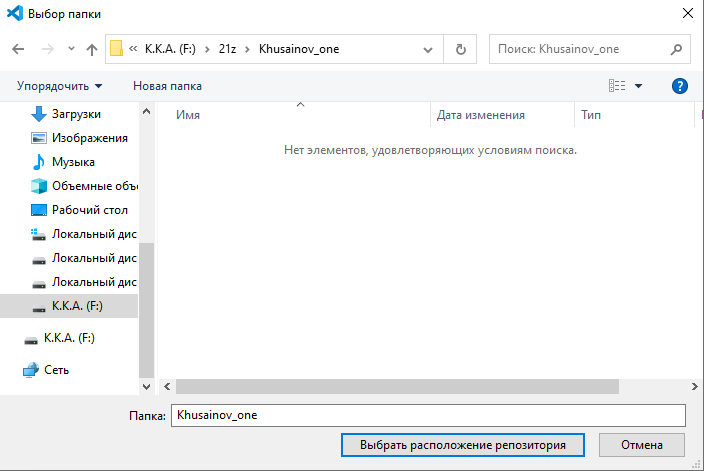 Выбор папки
« К.К.А. (F:) > 21z > Khusainov_one
Поиск: Khusainov_one
Упорядочить
Новая папка
Имя
Дата изменения
Тип
Загрузки
Изображения
Музыка
Объемные объе
Рабочий стол
Локальный дис
Локальный дис
Локальный дис
К.К.А. (F:)
К.К.А. (F:)
Сеть
Нет элементов, удовлетворяющих условиям поиска.
Папка:
Khusainov_one
Выбрать расположение репозитория
Отмена